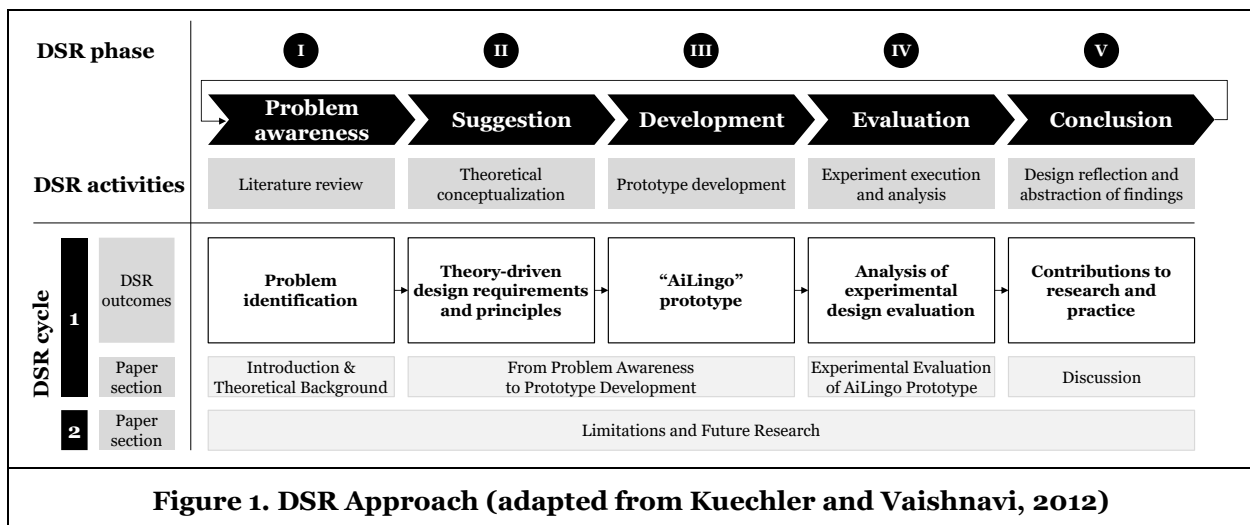 DSR phase
I
II
III
IV
V
Problem
awareness
Suggestion
Development
Evaluation
Conclusion
DSR activities
Literature review
Theoretical
conceptualization
Prototype development
Experiment execution
and analysis
Design reflection and
abstraction of findings
DSR cycle
1
DSR
outcomes
Problem
identification
Theory-driven
design requirements
and principles
“AiLingo”
prototype
Analysis of
experimental
design evaluation
Contributions to
research and
practice
Paper
section
Introduction &
Theoretical Background
From Problem Awareness
to Prototype Development
Experimental Evaluation
of AiLingo Prototype
Discussion
2
Paper
section
Limitations and Future Research
Figure 1. DSR Approach (adapted from Kuechler and Vaishnavi, 2012)